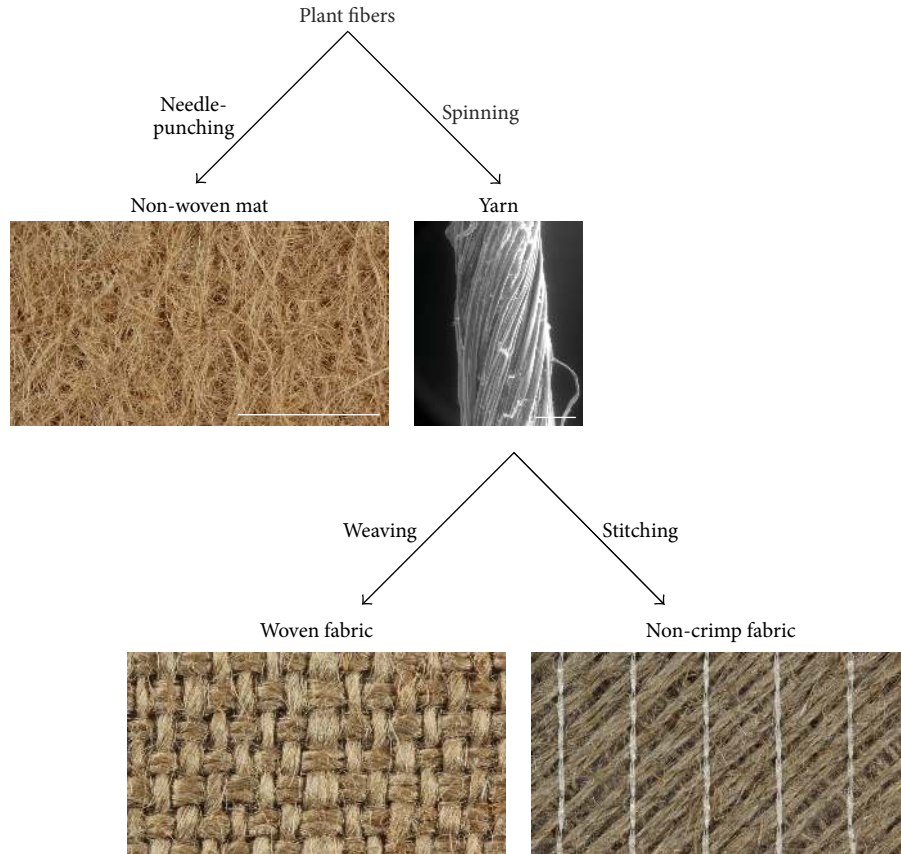 Plant fibers
Needle-
punching
Spinning
Non-woven mat
Yarn
Weaving
Stitching
Woven fabric
Non-crimp fabric